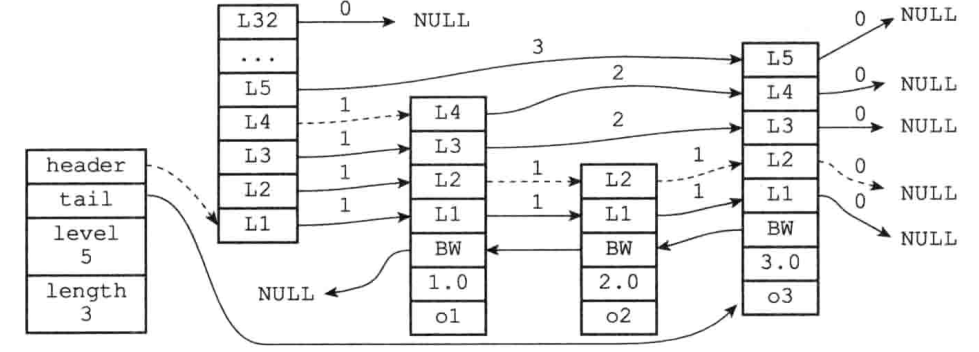 header
tail
level
5
length
3
L32
...
L5
L4
L3
L2
L1
0
NULL
3
1
1
1
1
L4
L3
L2
L1
BW
1.0
o1
NULL
2
2
1
1
L2
L1
BW
2.0
o2
1
1
L5
L4
L3
L2
L1
BW
3.0
o3
0
NULL
0
NULL
0
NULL
0
NULL
0
NULL